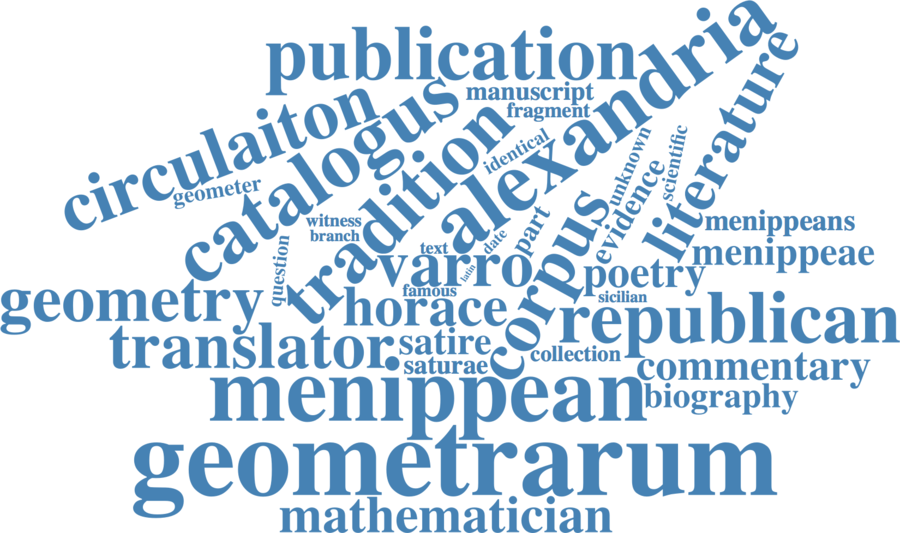 publication
alexandria
literature
circulaiton
catalogus
manuscript
fragment
tradition
identical
geometer
unknown
scientific
evidence
witness
branch
part
corpus
menippeans
question
text
date
latin
varro
menippeae
poetry
geometry
famous
horace
sicilian
republican
translator
satire
saturae
collection
commentary
menippean
biography
geometrarum
mathematician